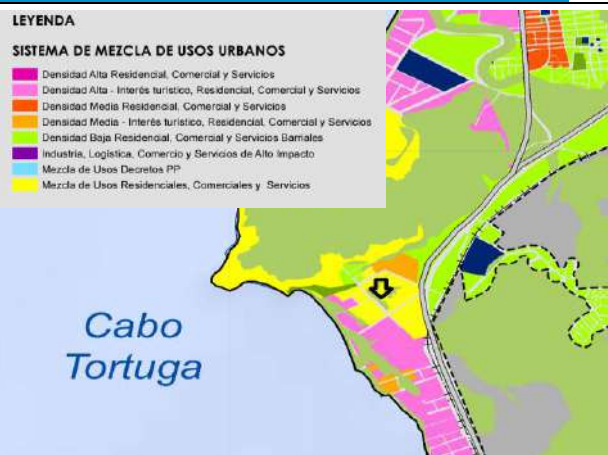 LEYENDA
SISTEMA DE MEZCLA DE USOS URBANOS
Densidad Alta Residencial, Comercial y Servicios
Densidad Alta - Interés turístico, Residencial, Comercial y Servicios
Densidad Media Residencial, Comercial y Servicios
Densidad Media - Interés turístico, Residencial, Comercial y Servicios
Densidad Baja Residencial, Comercial y Servicios Barriales
Industria, Logística, Comercio y Servicios de Alto Impacto
Mezcla de Usos Decretos PP
Mezcla de Usos Residenciales, Comerciales y Servicios
Cabo
Tortuga